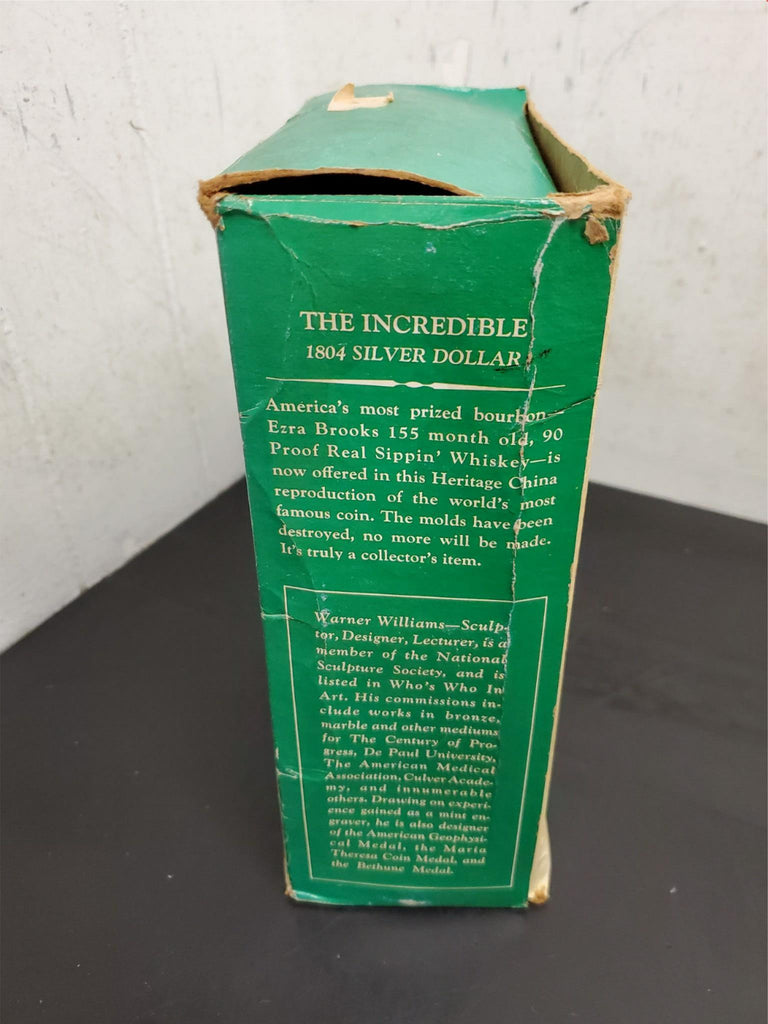 THE INCREDIBLE
1804 SILVER DOLLAR
America's most prized bourbon—
Ezra Brooks 155 month old, 90
Proof Real Sippin' Whiskey—is
now offered in this Heritage China
reproduction of the world's most
famous coin. The molds have been
destroyed, no more will be made.
It's truly a collector's item.
Warner Williams—Sculp-
tor, Designer, Lecturer, is a
member of the National
Sculpture Society, and is
listed in Who's Who In
Art. His commissions in-
clude works in bronze,
marble and other mediums
for The Century of Pro-
gress, De Paul University,
The American Medical
Association, Culver Acade-
my, and innumerable
others. Drawing on experi-
ence gained as a mint en-
graver, he is also designer
of the American Geophysi-
cal Medal, the Maria
Theresa Coin Medal, and
the Bethune Medal.